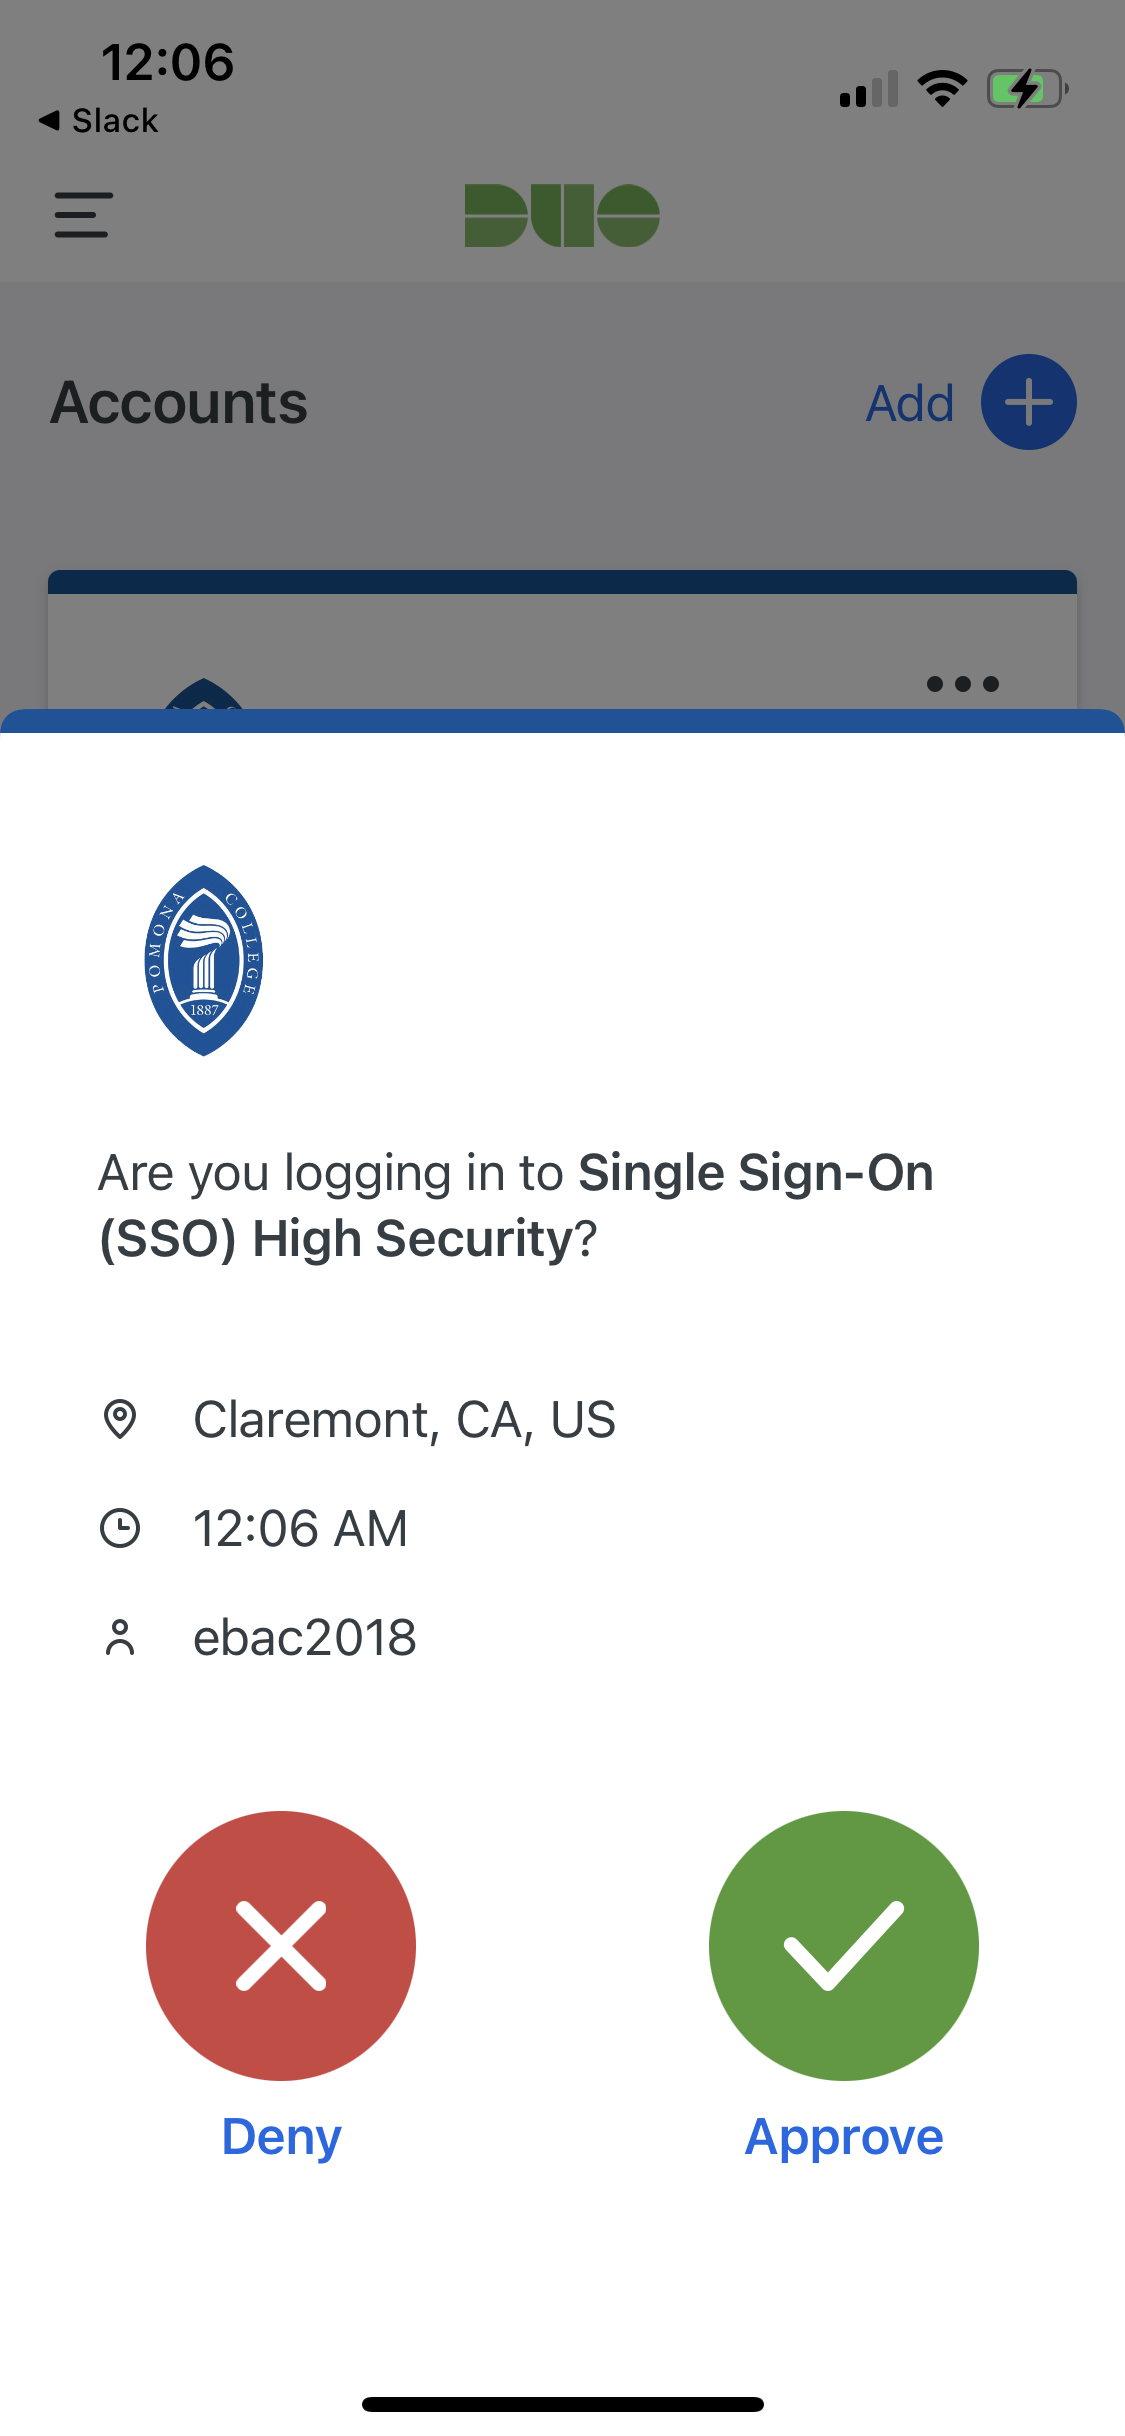 12:06
Slack
DUO
Accounts
Add
POMONA COLLEGE
1887
Are you logging in to Single Sign-On
(SSO) High Security?
Claremont, CA, US
12:06 AM
ebac2018
Deny
Approve